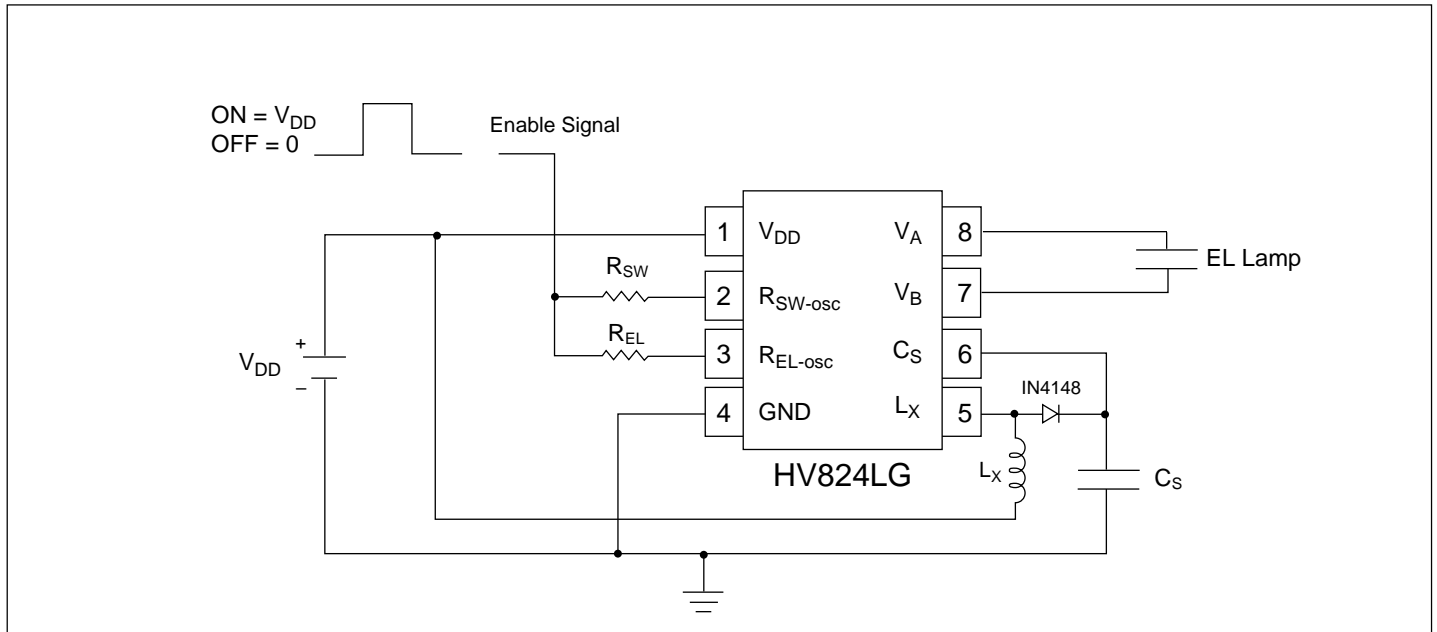 ON = VDD
OFF = 0
Enable Signal
1 VDD VA 8
EL Lamp
RSW
2 RSW-osc VB 7
REL
3 REL-osc CS 6
+
VDD
–
IN4148
4 GND LX 5
HV824LG
LX
CS